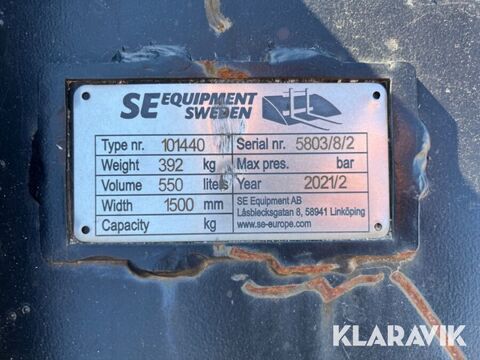 SE EQUIPMENT SWEDEN
Type nr. 101440 Serial nr. 5803/8/2
Weight 392 kg Max pres. bar
Volume 550 liters Year 2021/2
Width 1500 mm SE Equipment AB
Låsblecksgatan 8, 58941 Linköping
Capacity kg www.se-europe.com
KLARAVIK